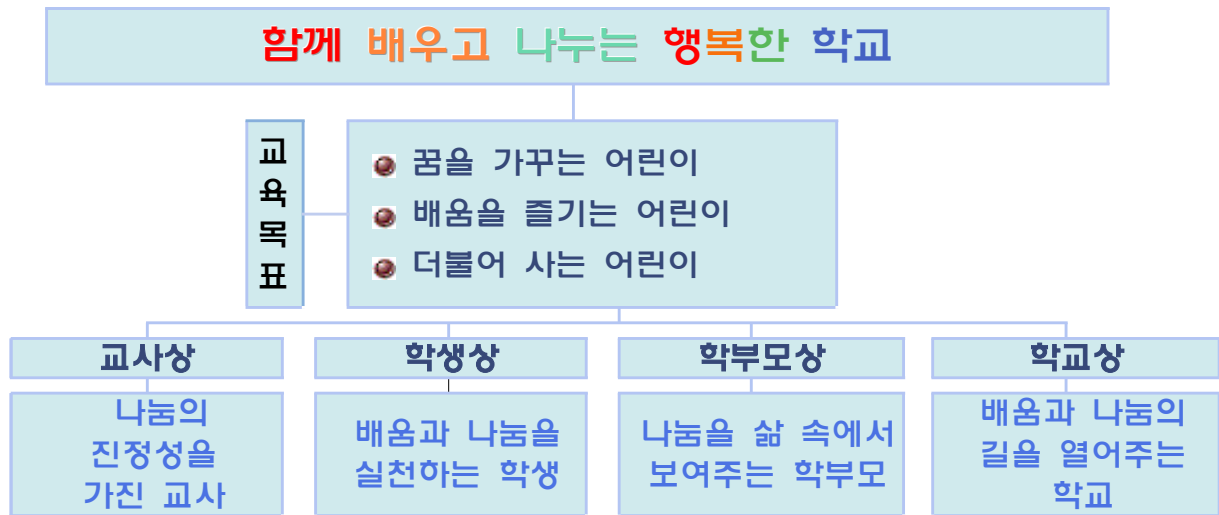 함께 배우고 나누는 행복한 학교
교육목표
꿈을 가꾸는 어린이
배움을 즐기는 어린이
더불어 사는 어린이
교사상
나눔의
진정성을
가진 교사
학생상
배움과 나눔을
실천하는 학생
학부모상
나눔을 삶 속에서
보여주는 학부모
학교상
배움과 나눔의
길을 열어주는
학교